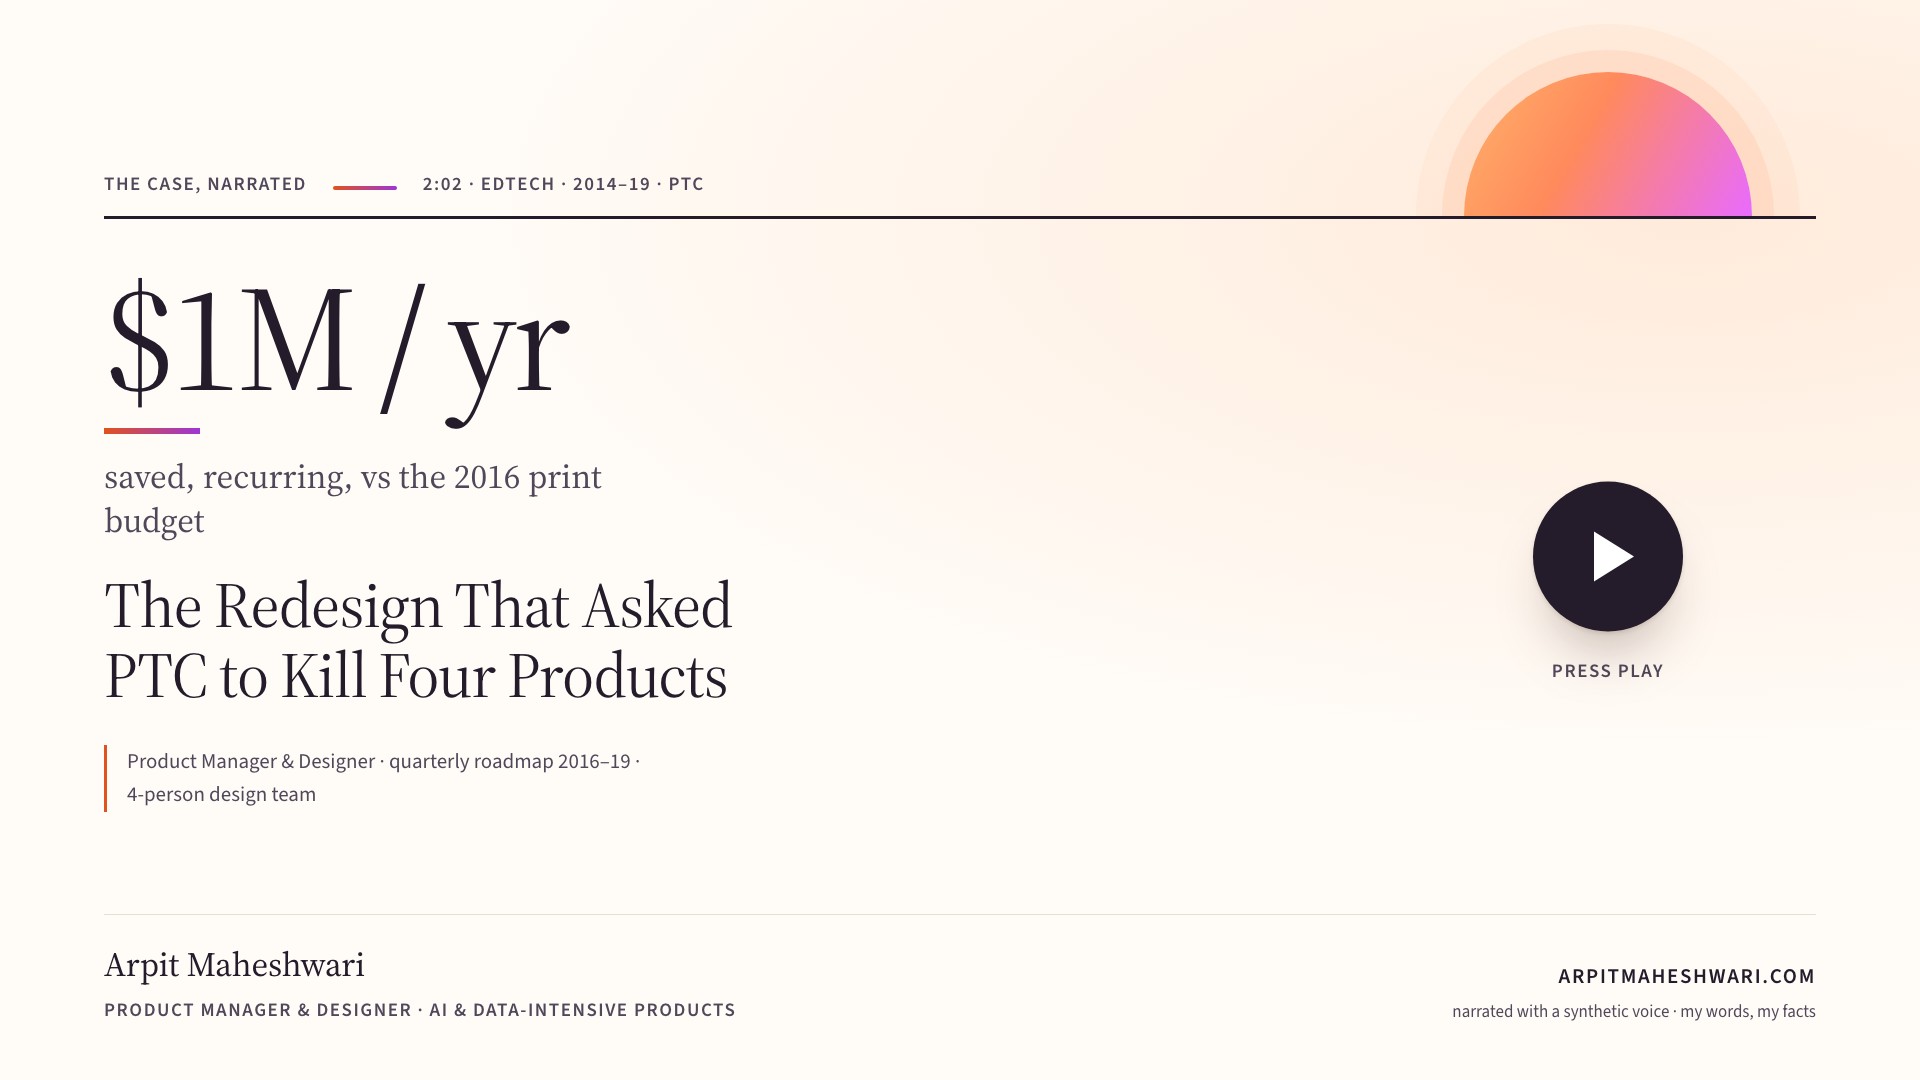 THE CASE, NARRATED 2:02 · EDTECH · 2014–19 · PTC
$1M / yr
saved, recurring, vs the 2016 print
budget
The Redesign That Asked
PTC to Kill Four Products
PRESS PLAY
Product Manager & Designer · quarterly roadmap 2016–19 ·
4-person design team
Arpit Maheshwari
PRODUCT MANAGER & DESIGNER · AI & DATA-INTENSIVE PRODUCTS
ARPITMAHESHWARI.COM
narrated with a synthetic voice · my words, my facts